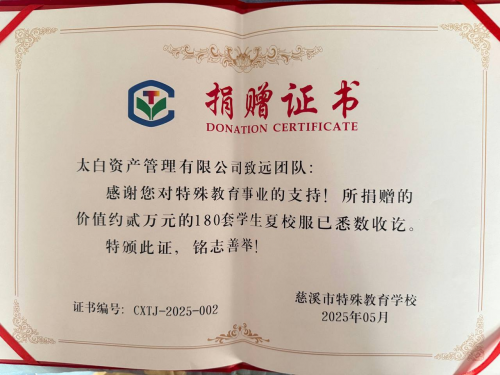 捐赠证书
DONATION CERTIFICATE
太白资产管理有限公司致远团队：
感谢您对特殊教育事业的支持！所捐赠的
价值约贰万元的180套学生夏校服已悉数收讫。
特颁此证，铭志善举！
证书编号：CXTJ-2025-002
慈溪市特殊教育学校
2025年05月